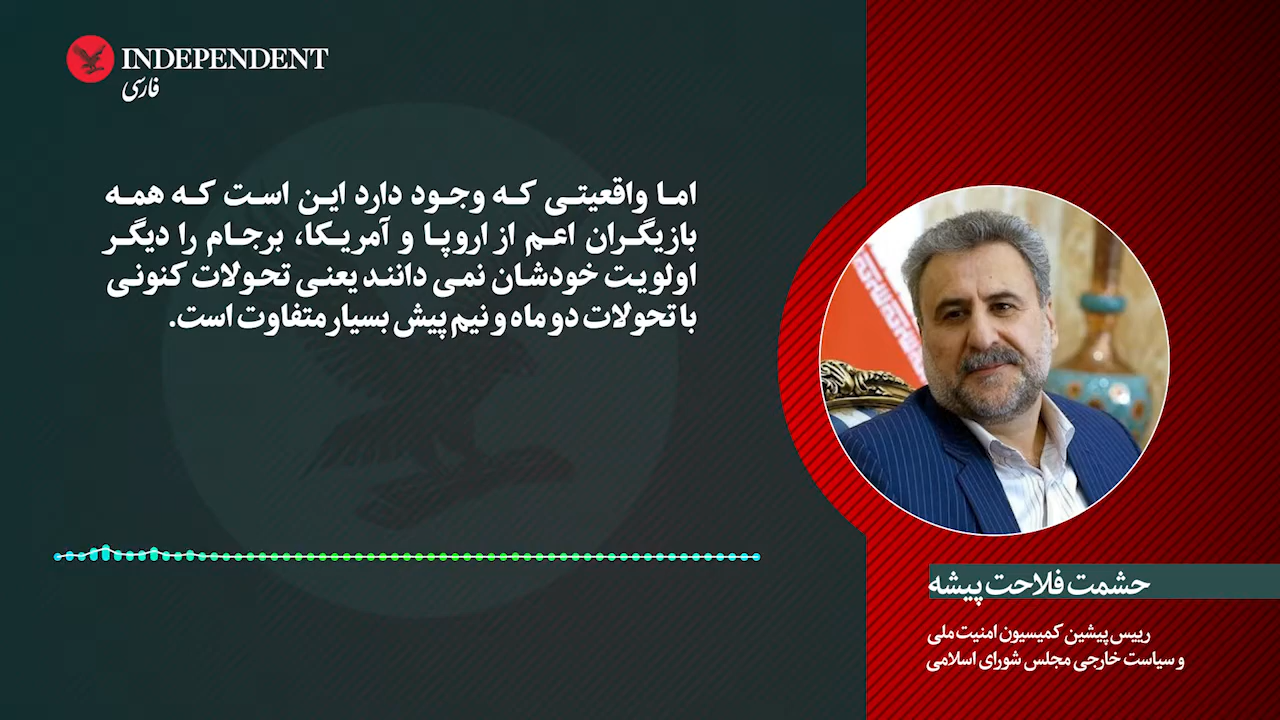 INDEPENDENT
فارسی
اما واقعیتی که وجود دارد این است که همه
بازیگران اعم از اروپا و آمریکا، برجام را دیگر
اولویت خودشان نمی دانند یعنی تحولات کنونی
با تحولات دو ماه و نیم پیش بسیار متفاوت است.
حشمت فلاحت پیشه
رییس پیشین کمیسیون امنیت ملی
و سیاست خارجی مجلس شورای اسلامی